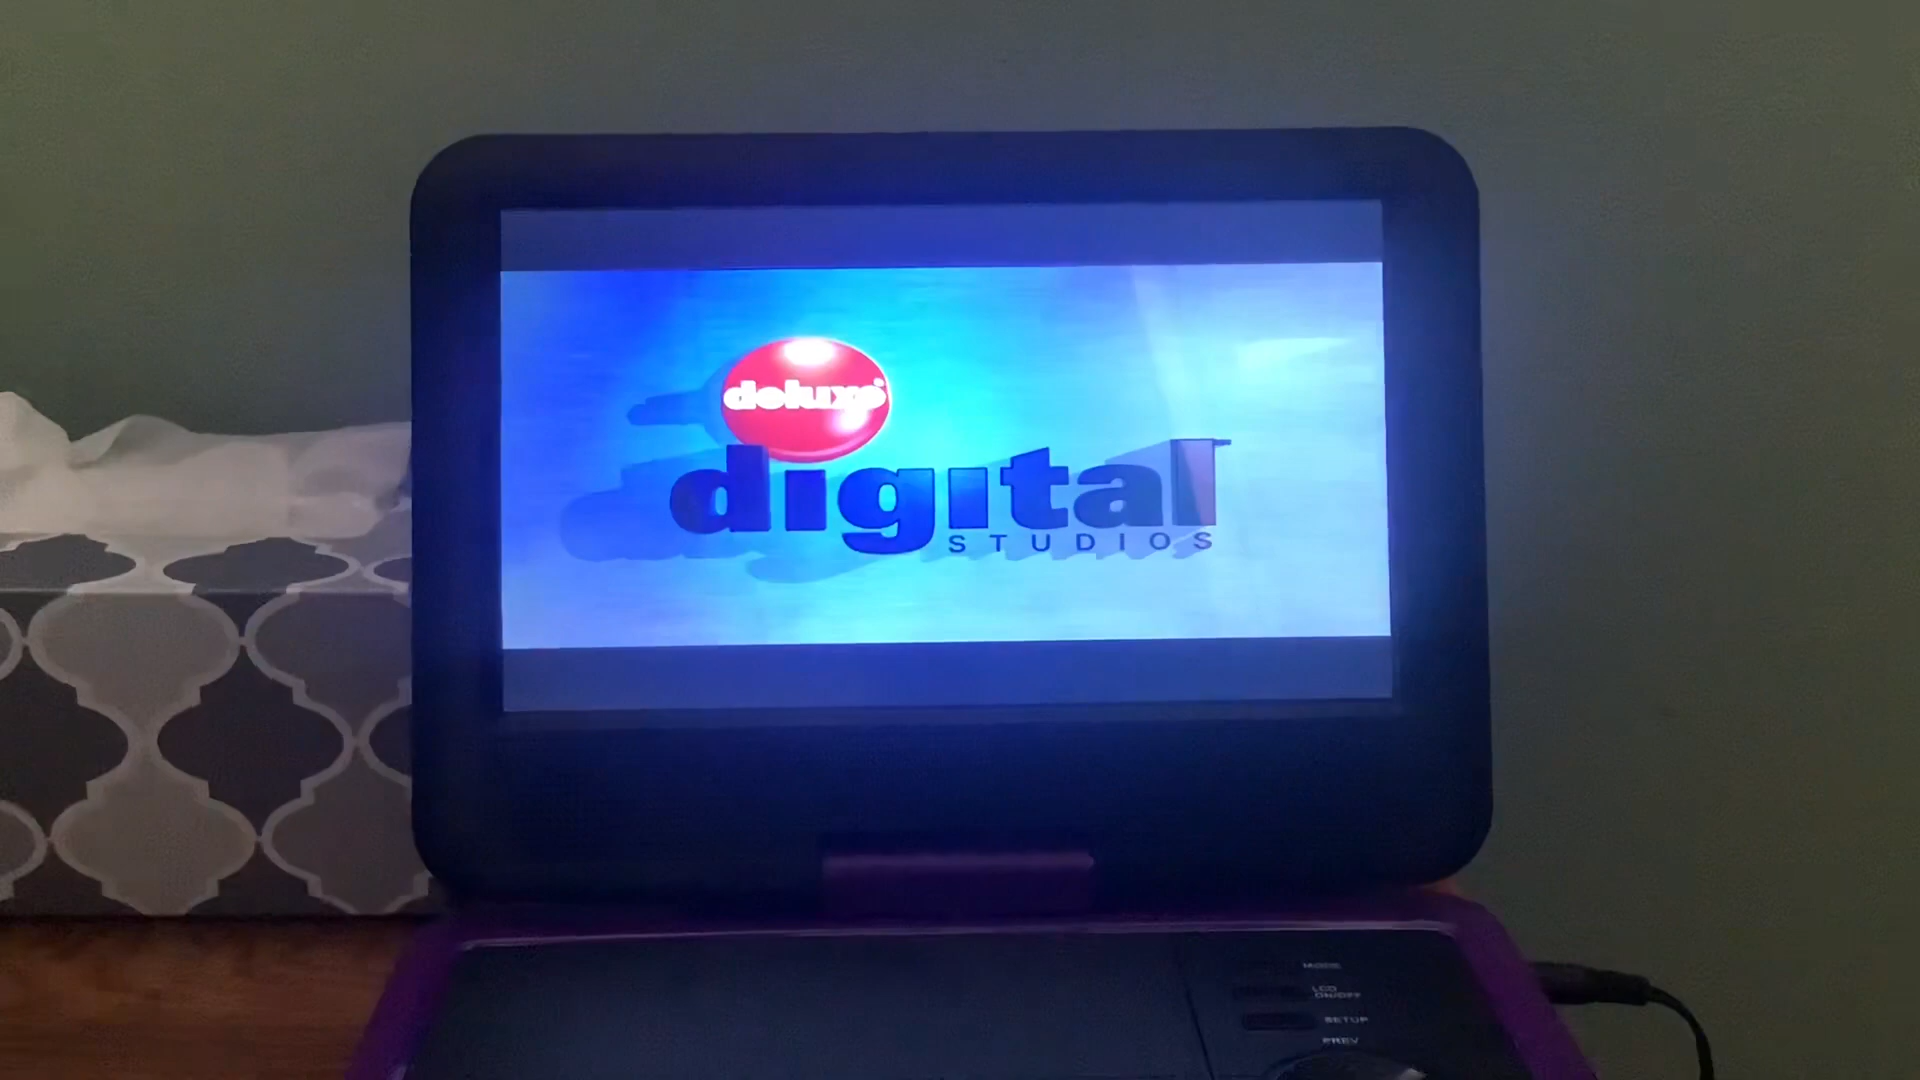 deluxe®
digital
STUDIOS
MODE
LCD
ON/OFF
SETUP
PREV